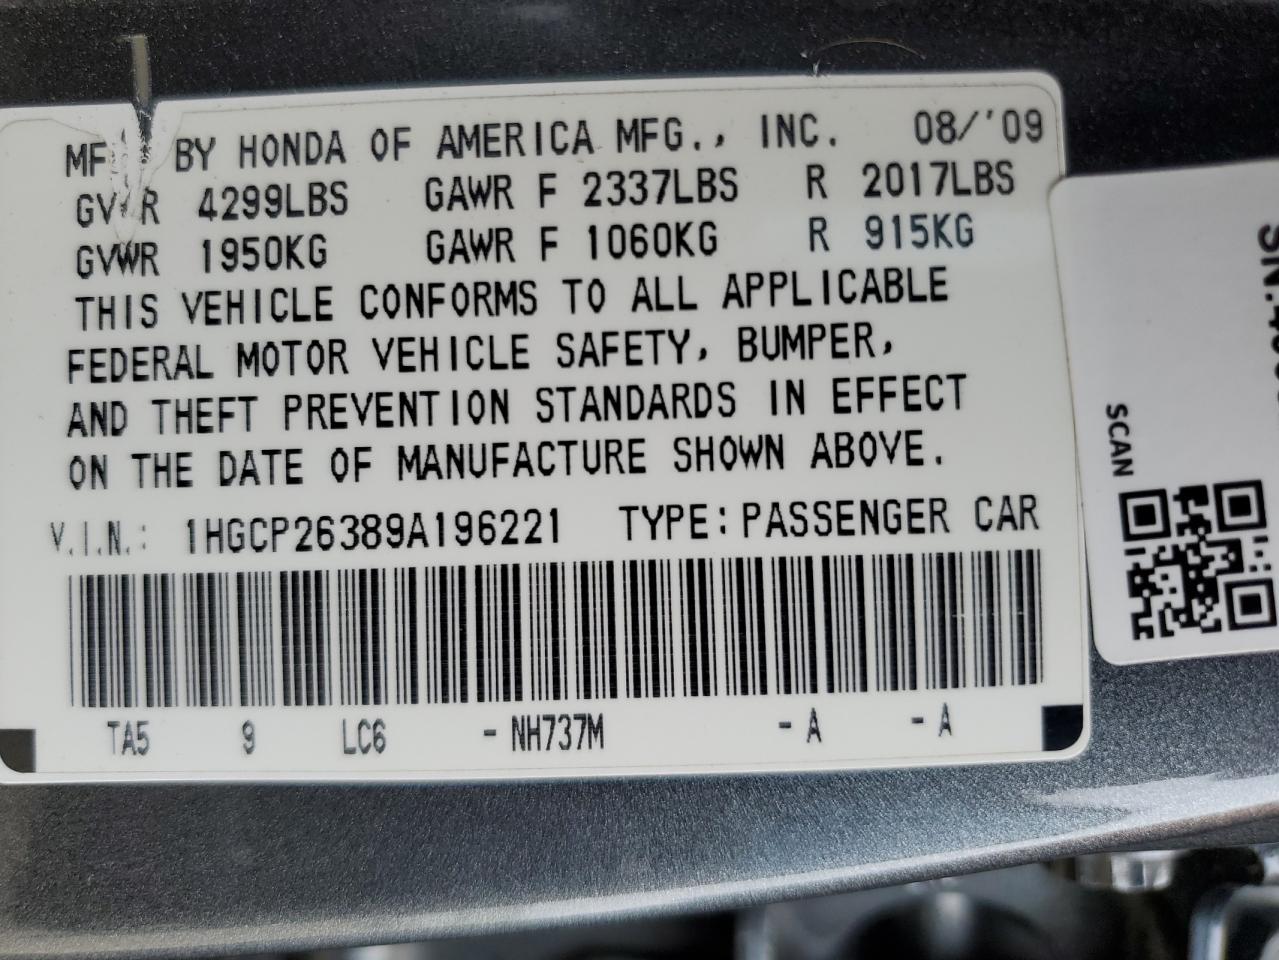 BY HONDA OF AMERICA MFG., INC. 08/'09
4299LBS GAWR F 2337LBS R 2017LBS
GVWR 1950KG GAWR F 1060KG R 915KG
THIS VEHICLE CONFORMS TO ALL APPLICABLE
FEDERAL MOTOR VEHICLE SAFETY, BUMPER,
AND THEFT PREVENTION STANDARDS IN EFFECT
ON THE DATE OF MANUFACTURE SHOWN ABOVE.
V.I.N.: 1HGCP26389A196221 TYPE:PASSENGER CAR
TA5 9 LC6 -NH737M -A -A
SCAN